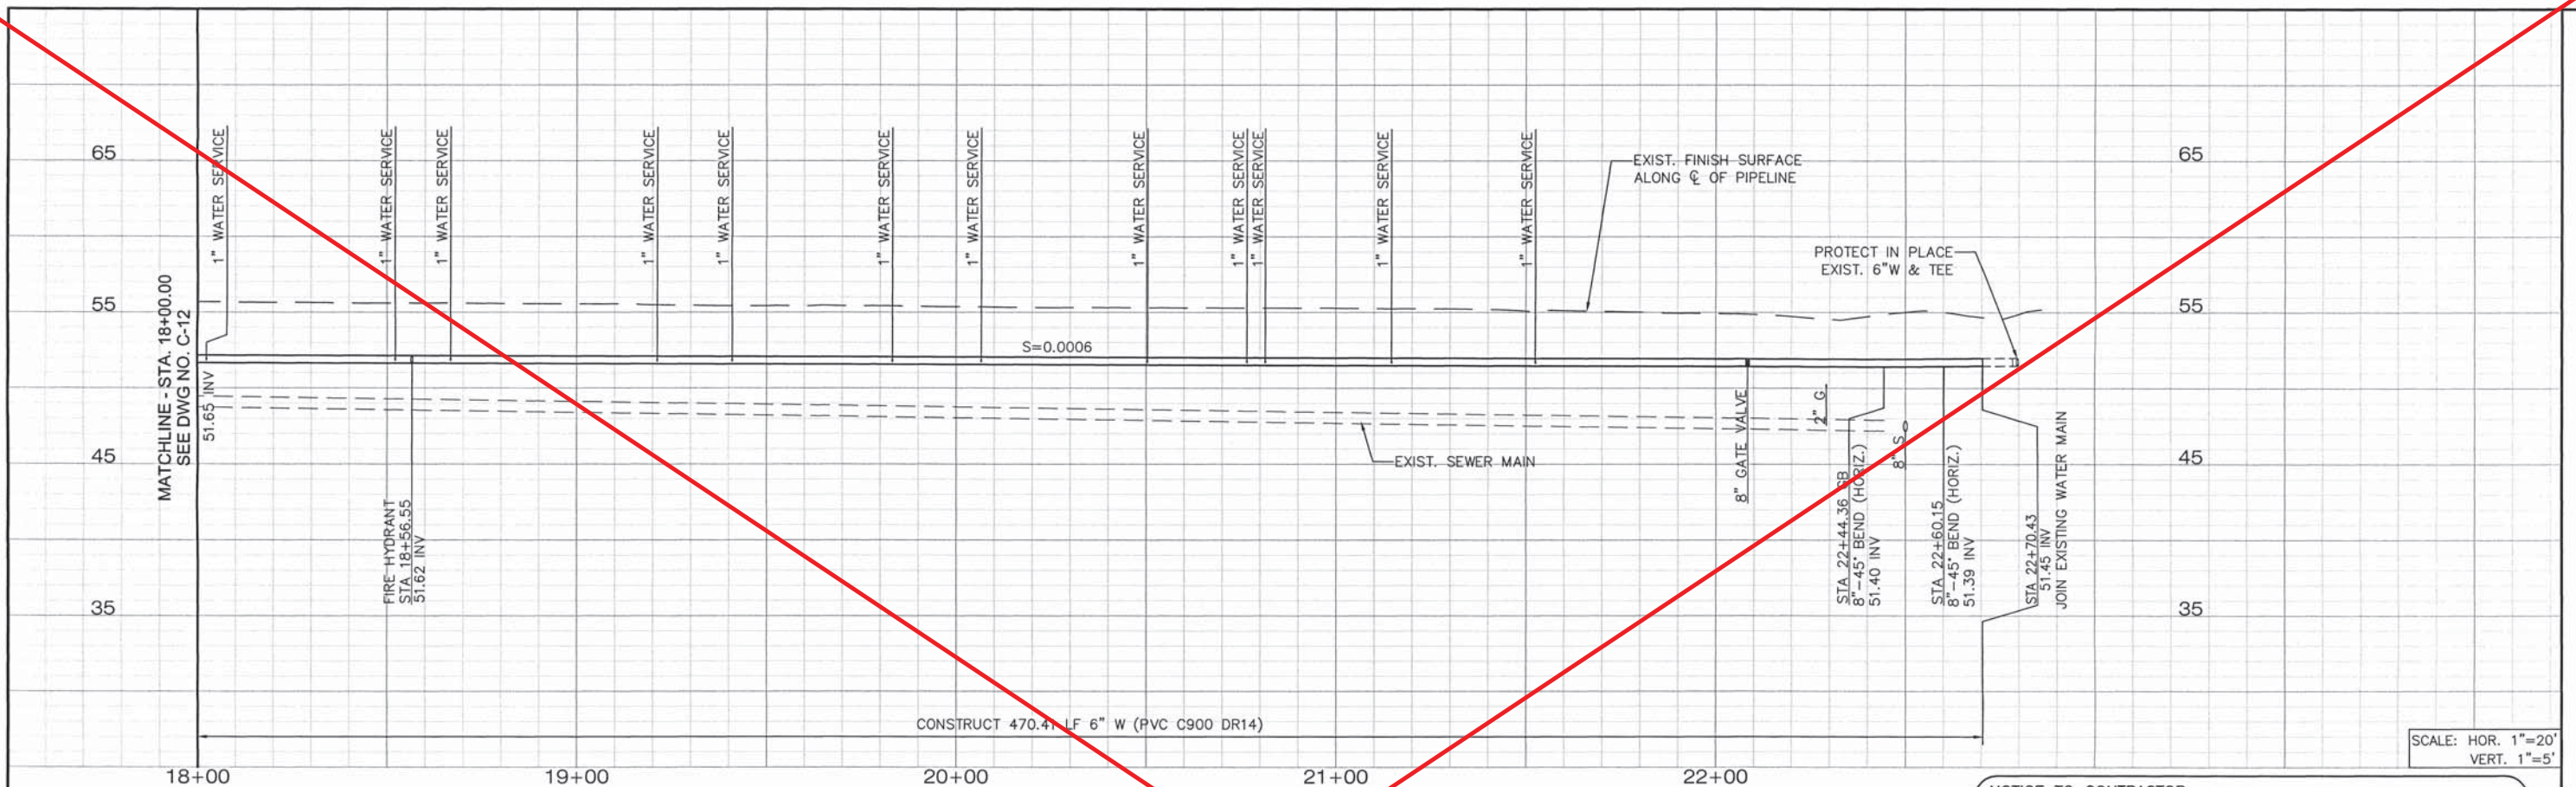 1" WATER SERVICE
1" WATER SERVICE
1" WATER SERVICE
1" WATER SERVICE
1" WATER SERVICE
1" WATER SERVICE
1" WATER SERVICE
1" WATER SERVICE
1" WATER SERVICE
1" WATER SERVICE
1" WATER SERVICE
1" WATER SERVICE
65
65
EXIST. FINISH SURFACE
ALONG ℄ OF PIPELINE
PROTECT IN PLACE
EXIST. 6"W & TEE
55
55
MATCHLINE - STA. 18+00.00
SEE DWG NO. C-12
S=0.0006
51.65 INV
45
45
EXIST. SEWER MAIN
8" GATE VALVE
2" G
8" S
FIRE HYDRANT
STA 18+56.55
51.62 INV
STA 22+44.36 GB
8"-45° BEND (HORIZ.)
51.40 INV
STA 22+60.15
8"-45° BEND (HORIZ.)
51.39 INV
STA 22+70.43
51.45 INV
JOIN EXISTING WATER MAIN
35
35
CONSTRUCT 470.41 LF 6" W (PVC C900 DR14)
SCALE: HOR. 1"=20'
VERT. 1"=5'
18+00
19+00
20+00
21+00
22+00
NOTICE TO CONTRACTOR